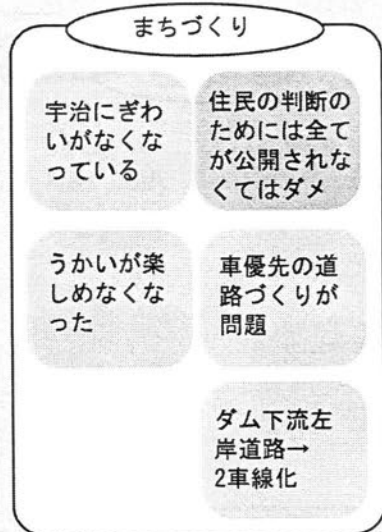 まちづくり
宇治にぎわ
いがなくな
っている
住民の判断の
ためには全て
が公開されな
くてはダメ
うかいが楽
しめなくな
った
車優先の道
路づくりが
問題
ダム下流左
岸道路→
2車線化